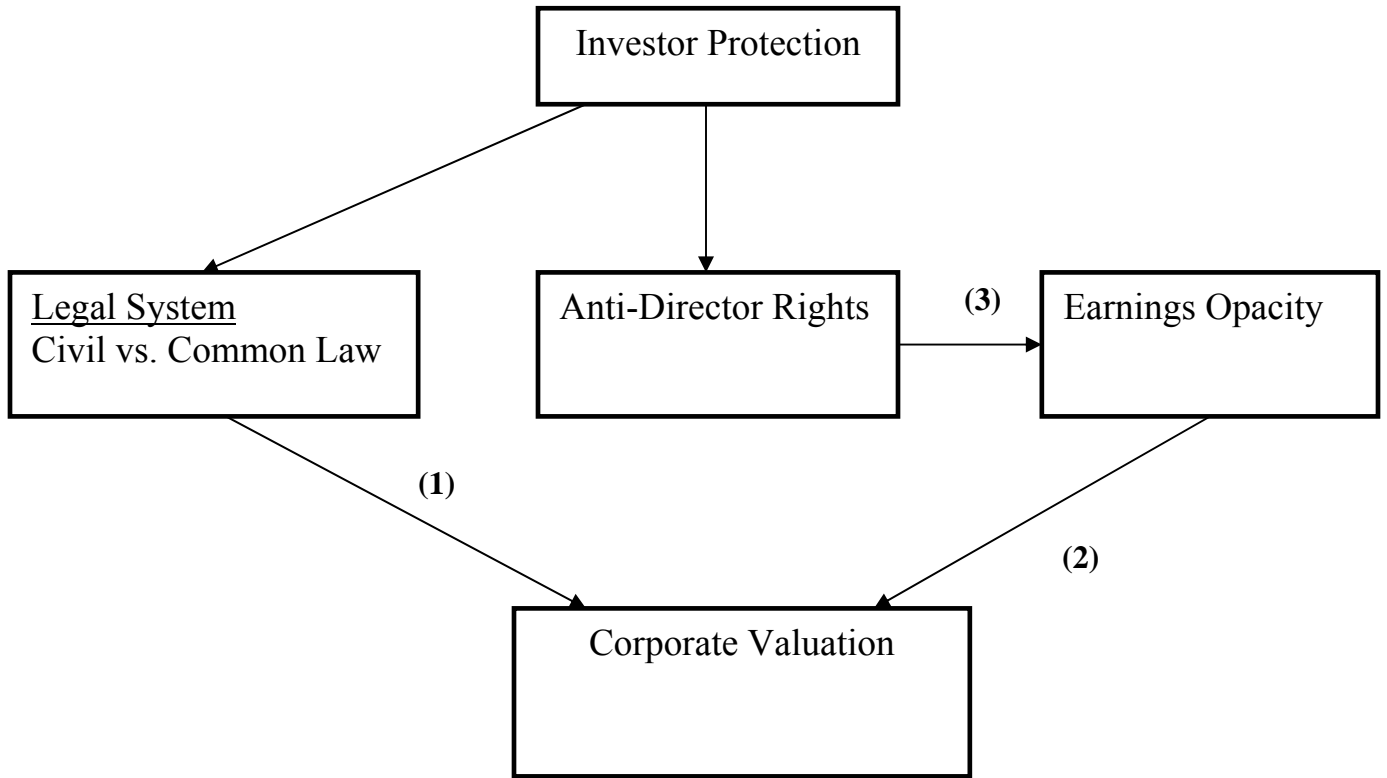 Investor Protection
Legal System
Civil vs. Common Law
Anti-Director Rights
(3)
Earnings Opacity
(1)
(2)
Corporate Valuation